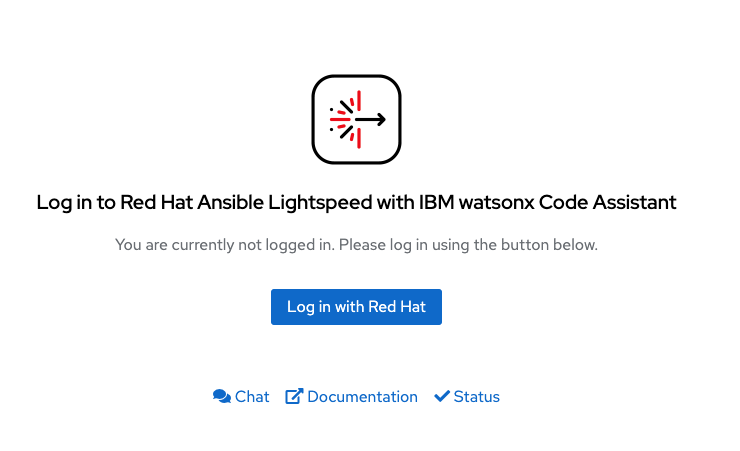 Log in to Red Hat Ansible Lightspeed with IBM watsonx Code Assistant
You are currently not logged in. Please log in using the button below.
Log in with Red Hat
Chat Documentation Status